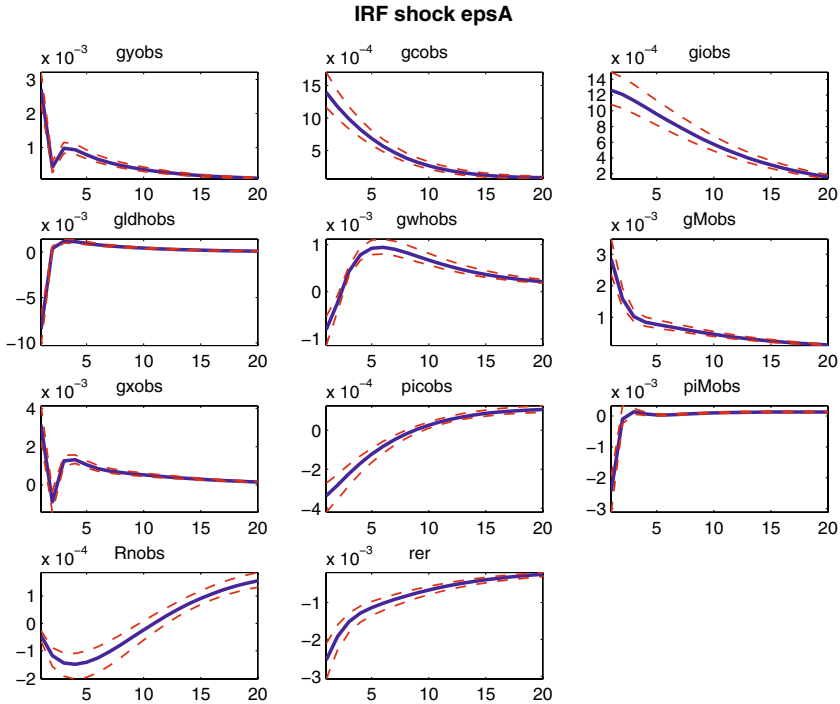 IRF shock epsA
x 10⁻³ gyobs
3
2
1
5 10 15 20
x 10⁻⁴ gcobs
15
10
5
5 10 15 20
x 10⁻⁴ giobs
14
12
10
8
6
4
2
5 10 15 20
x 10⁻³ gldhobs
0
−5
−10
5 10 15 20
x 10⁻³ gwhobs
1
0
−1
5 10 15 20
x 10⁻³ gMobs
3
2
1
5 10 15 20
x 10⁻³ gxobs
4
2
0
5 10 15 20
x 10⁻⁴ picobs
0
−2
−4
5 10 15 20
x 10⁻³ piMobs
0
−1
−2
−3
5 10 15 20
x 10⁻⁴ Rnobs
1
0
−1
−2
5 10 15 20
x 10⁻³ rer
−1
−2
−3
5 10 15 20